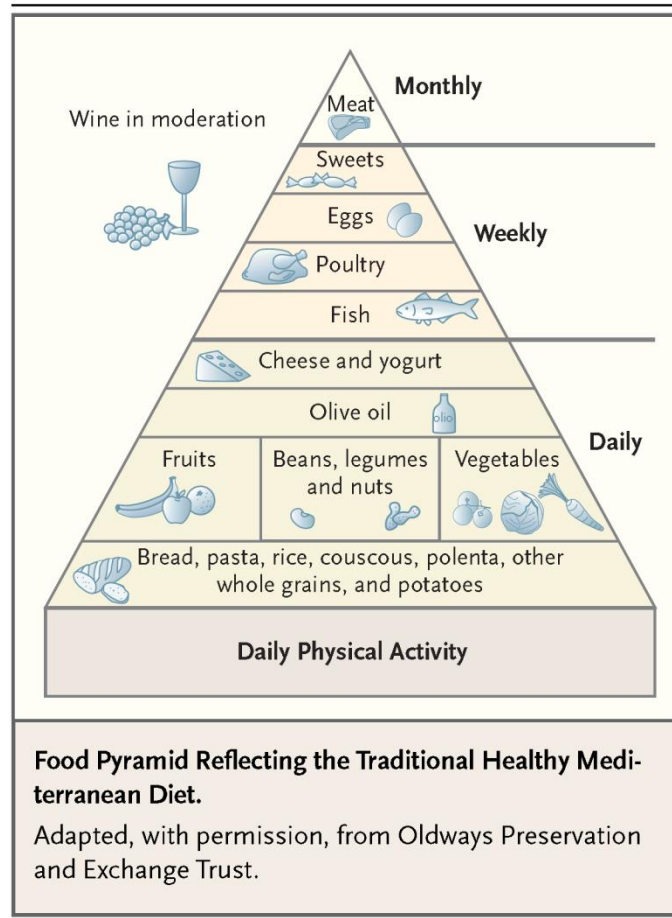 Monthly
Meat
Wine in moderation
Sweets
Eggs
Weekly
Poultry
Fish
Cheese and yogurt
Olive oil
olio
Daily
Fruits
Beans, legumes
and nuts
Vegetables
Bread, pasta, rice, couscous, polenta, other
whole grains, and potatoes
Daily Physical Activity
Food Pyramid Reflecting the Traditional Healthy Medi-
terranean Diet.
Adapted, with permission, from Oldways Preservation
and Exchange Trust.